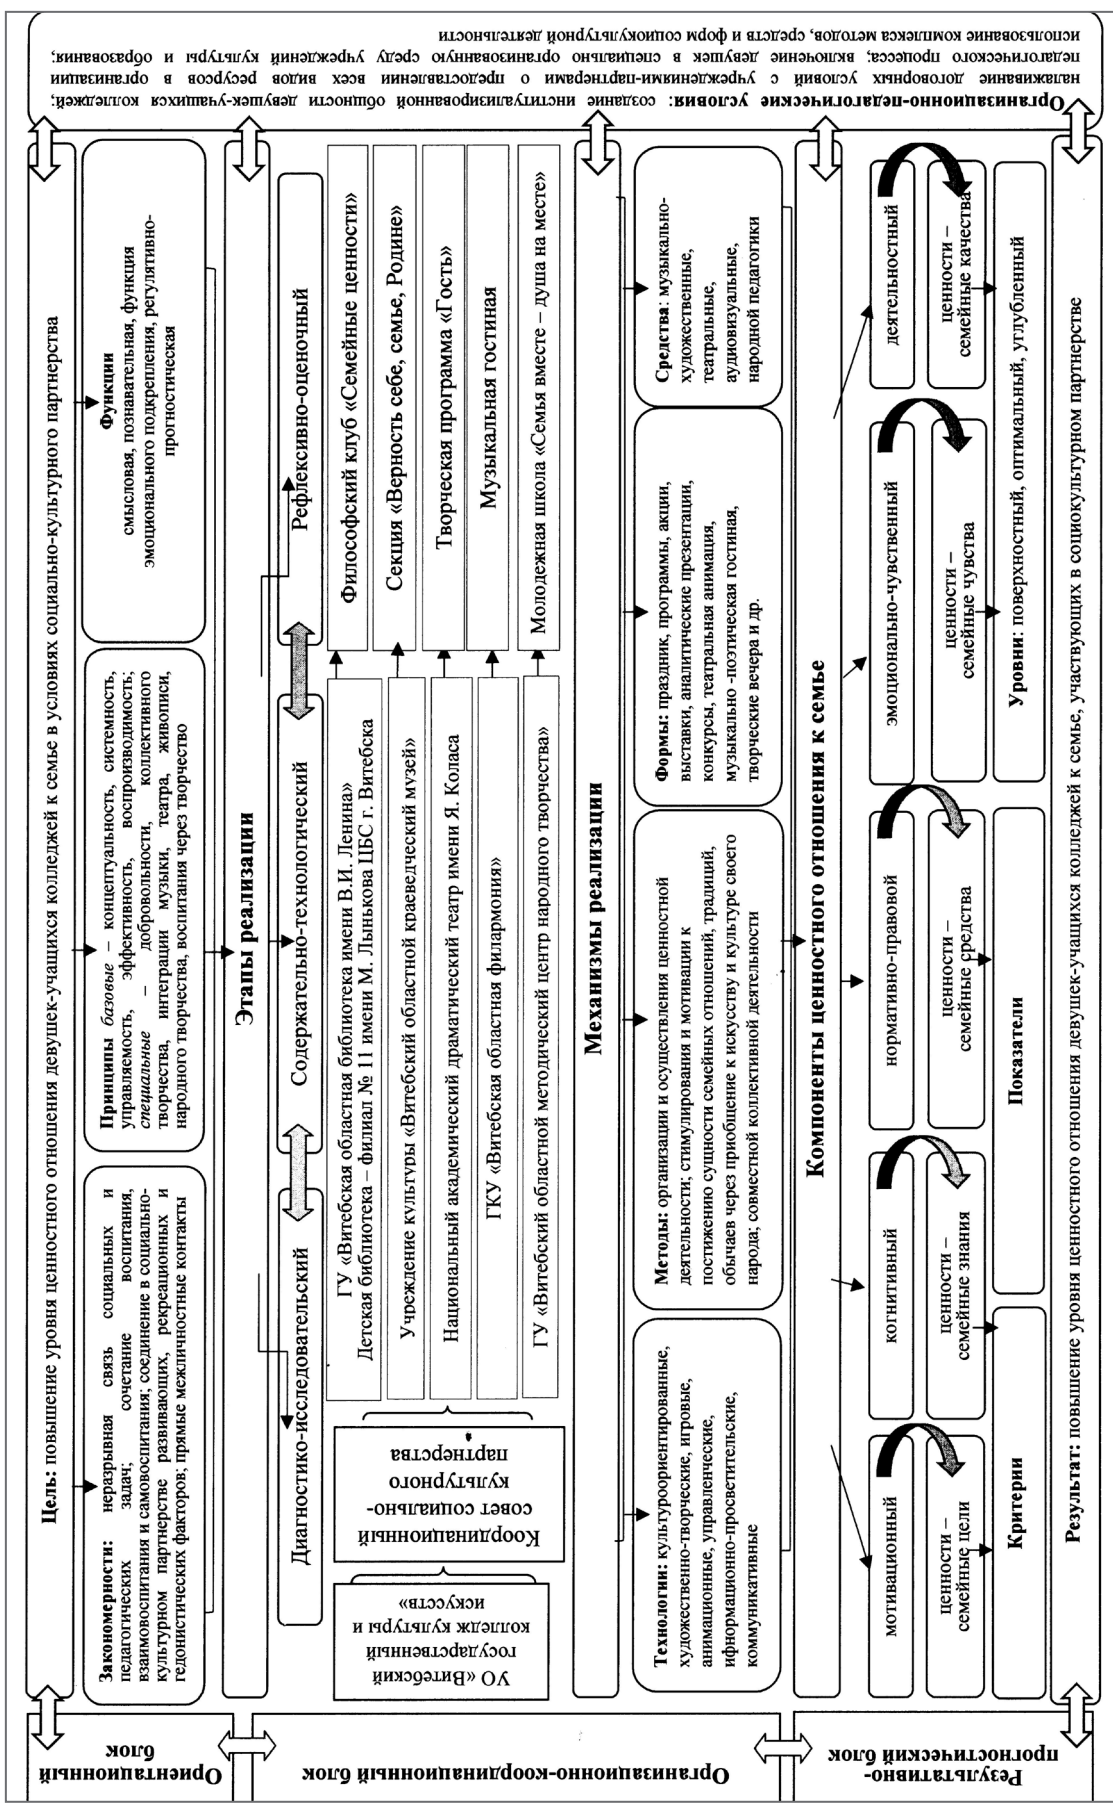 Ориентационный
блок
Цель: повышение уровня ценностного отношения девушек-учащихся колледжей к семье в условиях социально-культурного партнерства
Закономерности: неразрывная связь социальных и
педагогических задач; сочетание воспитания,
взаимовоспитания и самовоспитания; соединение в социально-
культурном партнерстве развивающих, рекреационных и
гедонистических факторов; прямые межличностные контакты
Принципы базовые – концептуальность, системность,
управляемость, эффективность, воспроизводимость;
специальные – добровольности, коллективного
творчества, интеграции музыки, театра, живописи,
народного творчества, воспитания через творчество
Функции
смысловая, познавательная, функция
эмоционального подкрепления, регулятивно-
прогностическая
Организационно-координационный блок
Этапы реализации
Диагностико-исследовательский
Содержательно-технологический
Рефлексивно-оценочный
УО «Витебский
государственный
колледж культуры и
искусств»
Координационный
совет социально-
культурного
партнерства
ГУ «Витебская областная библиотека имени В.И. Ленина»
Детская библиотека – филиал № 11 имени М. Лынькова ЦБС г. Витебска
Учреждение культуры «Витебский областной краеведческий музей»
Национальный академический драматический театр имени Я. Коласа
ГКУ «Витебская областная филармония»
ГУ «Витебский областной методический центр народного творчества»
Философский клуб «Семейные ценности»
Секция «Верность себе, семье, Родине»
Творческая программа «Гость»
Музыкальная гостиная
Молодежная школа «Семья вместе – душа на месте»
Механизмы реализации
Технологии: культуроориентированные,
художественно-творческие, игровые,
анимационные, управленческие,
ифнормационно-просветительские,
коммуникативные
Методы: организации и осуществления ценностной
деятельности; стимулирования и мотивации к
постижению сущности семейных отношений, традиций,
обычаев через приобщение к искусству и культуре своего
народа; совместной коллективной деятельности
Формы: праздник, программы, акции,
выставки, аналитические презентации,
конкурсы, театральная анимация,
музыкально -поэтическая гостиная,
творческие вечера и др.
Средства: музыкально-
художественные,
театральные,
аудиовизуальные,
народной педагогики
Результативно-
прогностический блок
Компоненты ценностного отношения к семье
мотивационный
когнитивный
нормативно-правовой
эмоционально-чувственный
деятельностный
ценности –
семейные цели
ценности –
семейные знания
ценности –
семейные средства
ценности –
семейные чувства
ценности –
семейные качества
Критерии
Показатели
Уровни: поверхностный, оптимальный, углубленный
Результат: повышение уровня ценностного отношения девушек-учащихся колледжей к семье, участвующих в социокультурном партнерстве
Организационно-педагогические условия: создание институализированной общности девушек-учащихся колледжей;
налаживание договорных условий с учреждениями-партнерами о предоставлении всех видов ресурсов в организации
педагогического процесса; включение девушек в специально организованную среду учреждений культуры и образования;
использование комплекса методов, средств и форм социокультурной деятельности